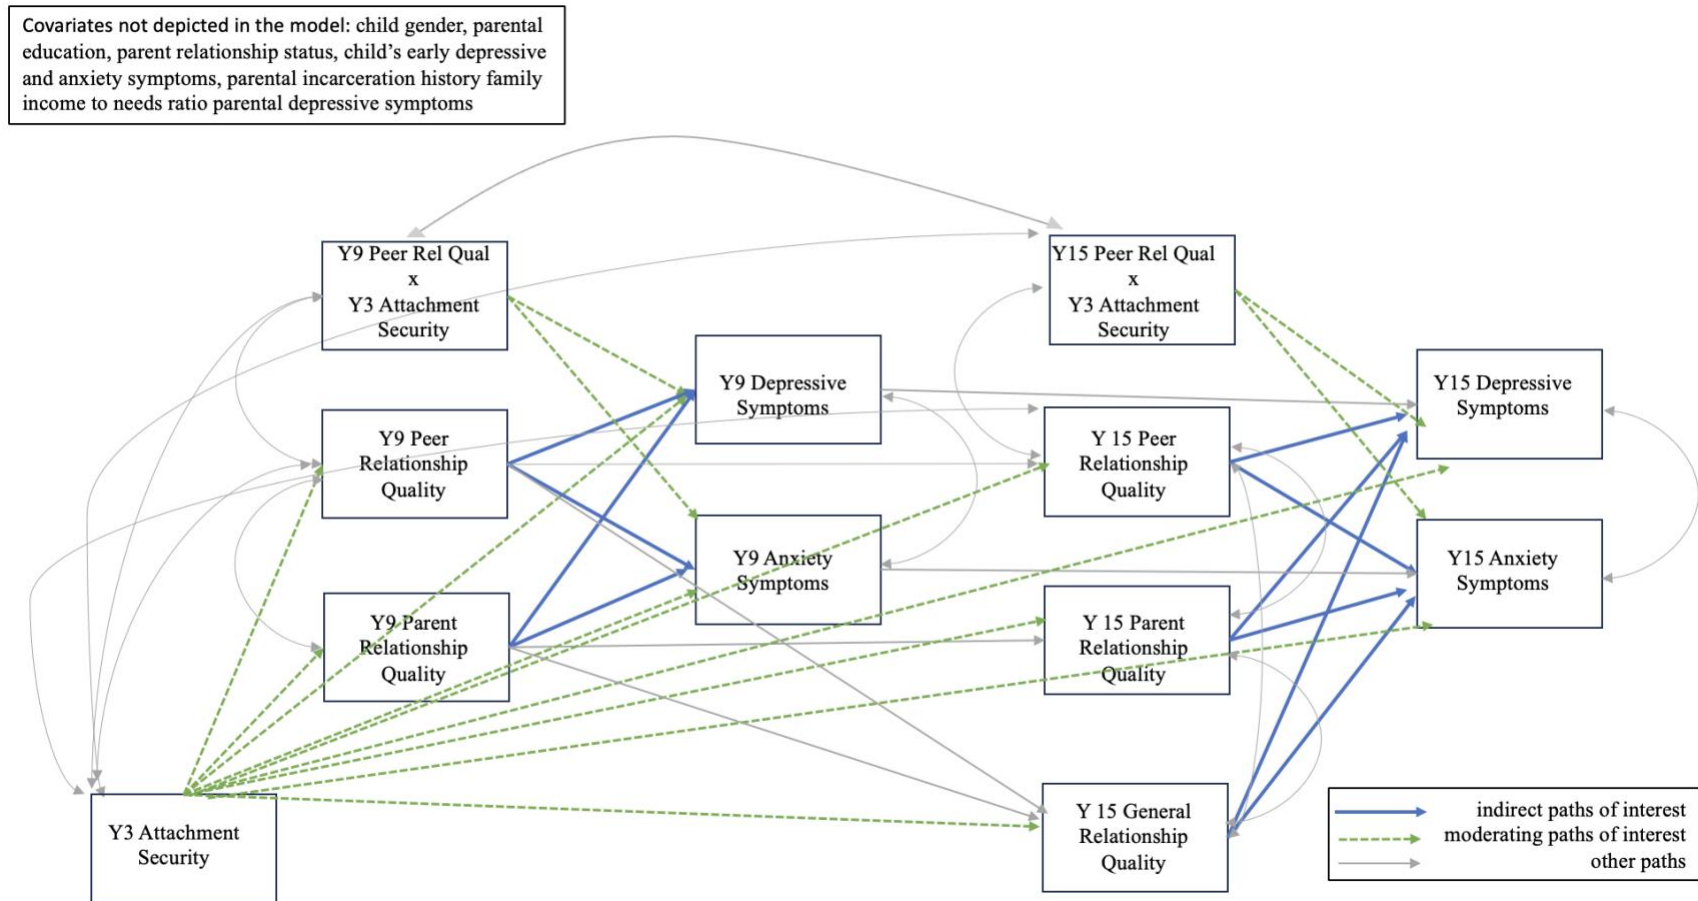 Covariates not depicted in the model: child gender, parental
education, parent relationship status, child's early depressive
and anxiety symptoms, parental incarceration history family
income to needs ratio parental depressive symptoms
Y9 Peer Rel Qual
x
Y3 Attachment
Security
Y15 Peer Rel Qual
x
Y3 Attachment
Security
Y9 Depressive
Symptoms
Y15 Depressive
Symptoms
Y9 Peer
Relationship
Quality
Y 15 Peer
Relationship
Quality
Y9 Anxiety
Symptoms
Y15 Anxiety
Symptoms
Y9 Parent
Relationship
Quality
Y 15 Parent
Relationship
Quality
Y3 Attachment
Security
Y 15 General
Relationship
Quality
indirect paths of interest
moderating paths of interest
other paths